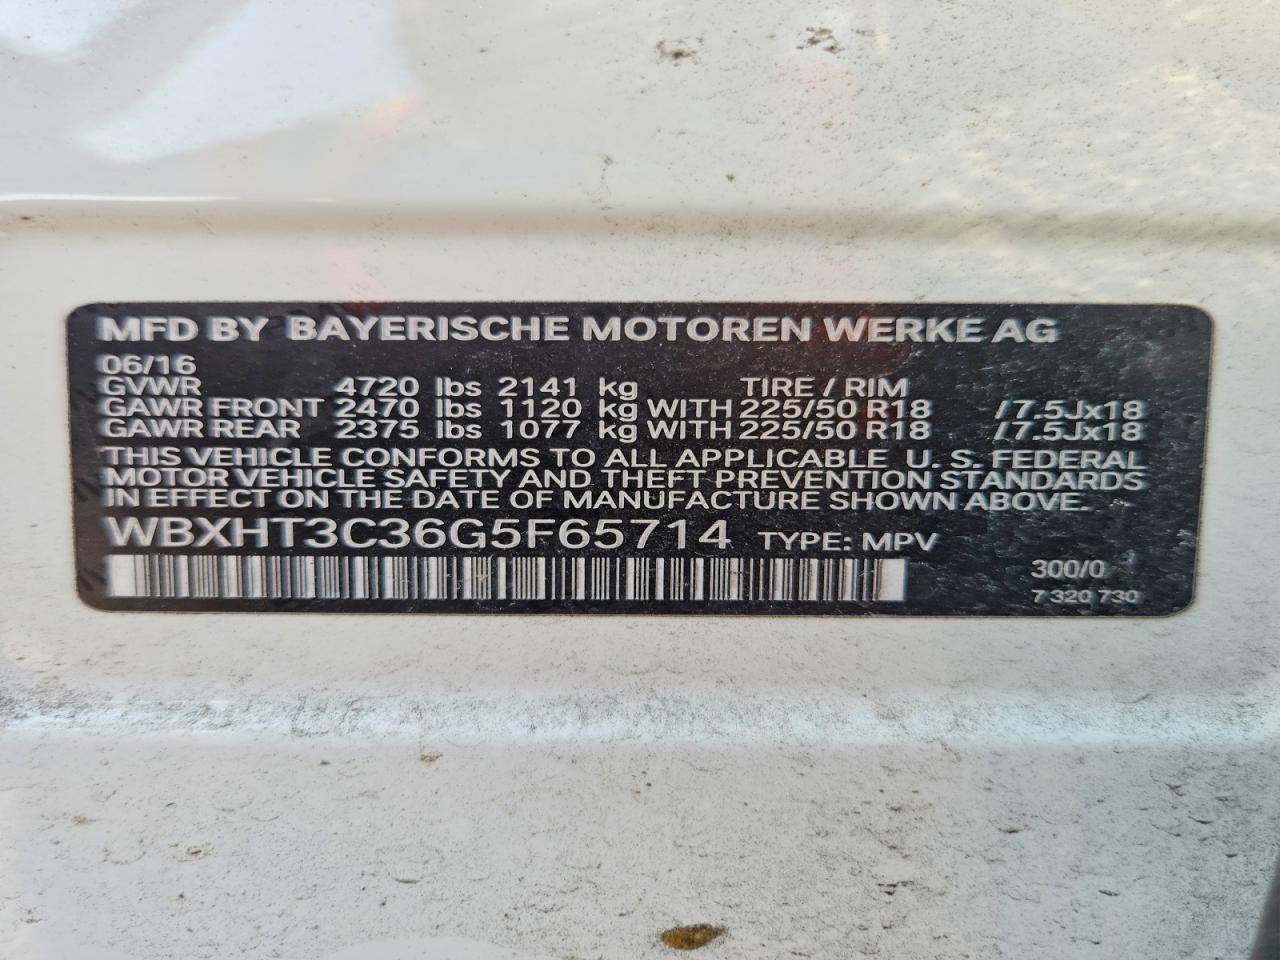 MFD BY BAYERISCHE MOTOREN WERKE AG
06/16
GVWR 4720 lbs 2141 kg TIRE / RIM
GAWR FRONT 2470 lbs 1120 kg WITH 225/50 R18 /7.5Jx18
GAWR REAR 2375 lbs 1077 kg WITH 225/50 R18 /7.5Jx18
THIS VEHICLE CONFORMS TO ALL APPLICABLE U. S. FEDERAL
MOTOR VEHICLE SAFETY AND THEFT PREVENTION STANDARDS
IN EFFECT ON THE DATE OF MANUFACTURE SHOWN ABOVE.
WBXHT3C36G5F65714 TYPE: MPV
300/0
7 320 730